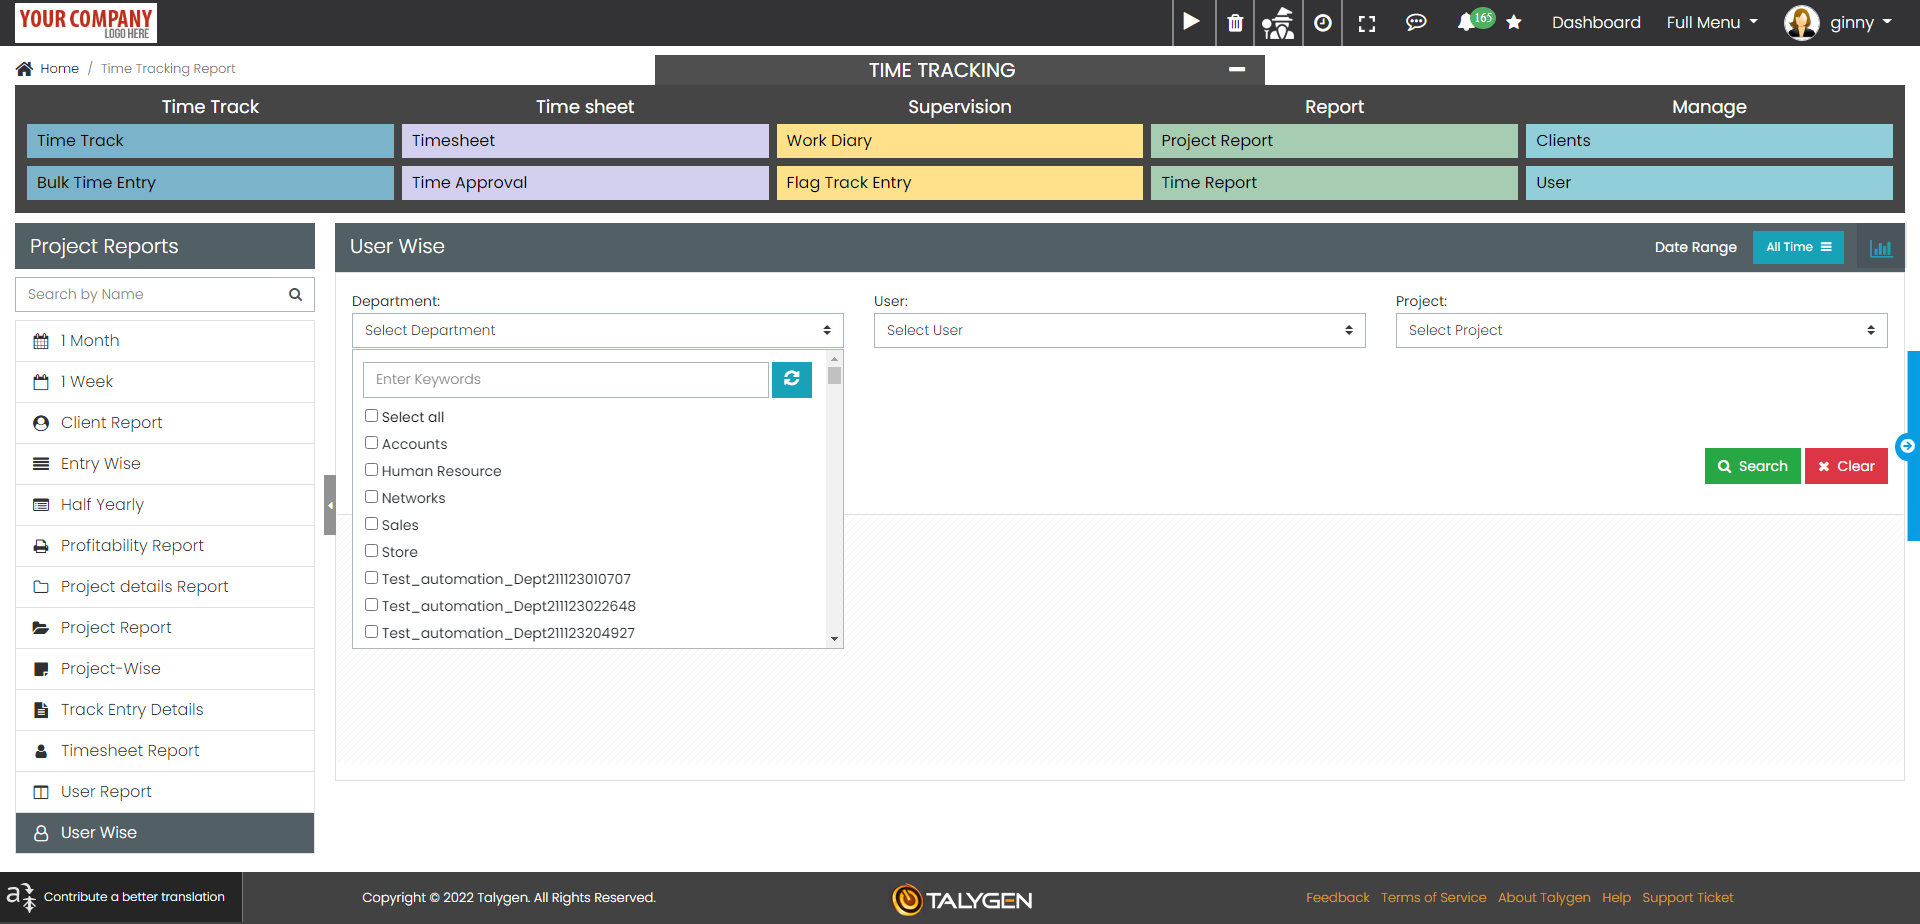 YOUR COMPANY
LOGO HERE
165
Dashboard
Full Menu
ginny
Home / Time Tracking Report
TIME TRACKING
Time Track
Time sheet
Supervision
Report
Manage
Time Track
Timesheet
Work Diary
Project Report
Clients
Bulk Time Entry
Time Approval
Flag Track Entry
Time Report
User
Project Reports
Search by Name
1 Month
1 Week
Client Report
Entry Wise
Half Yearly
Profitability Report
Project details Report
Project Report
Project-Wise
Track Entry Details
Timesheet Report
User Report
User Wise
User Wise
Date Range
All Time
Department:
Select Department
User:
Select User
Project:
Select Project
Enter Keywords
Select all
Accounts
Human Resource
Networks
Sales
Store
Test_automation_Dept211123010707
Test_automation_Dept211123022648
Test_automation_Dept211123204927
Search
Clear
Contribute a better translation
Copyright © 2022 Talygen. All Rights Reserved.
TALYGEN
Feedback
Terms of Service
About Talygen
Help
Support Ticket